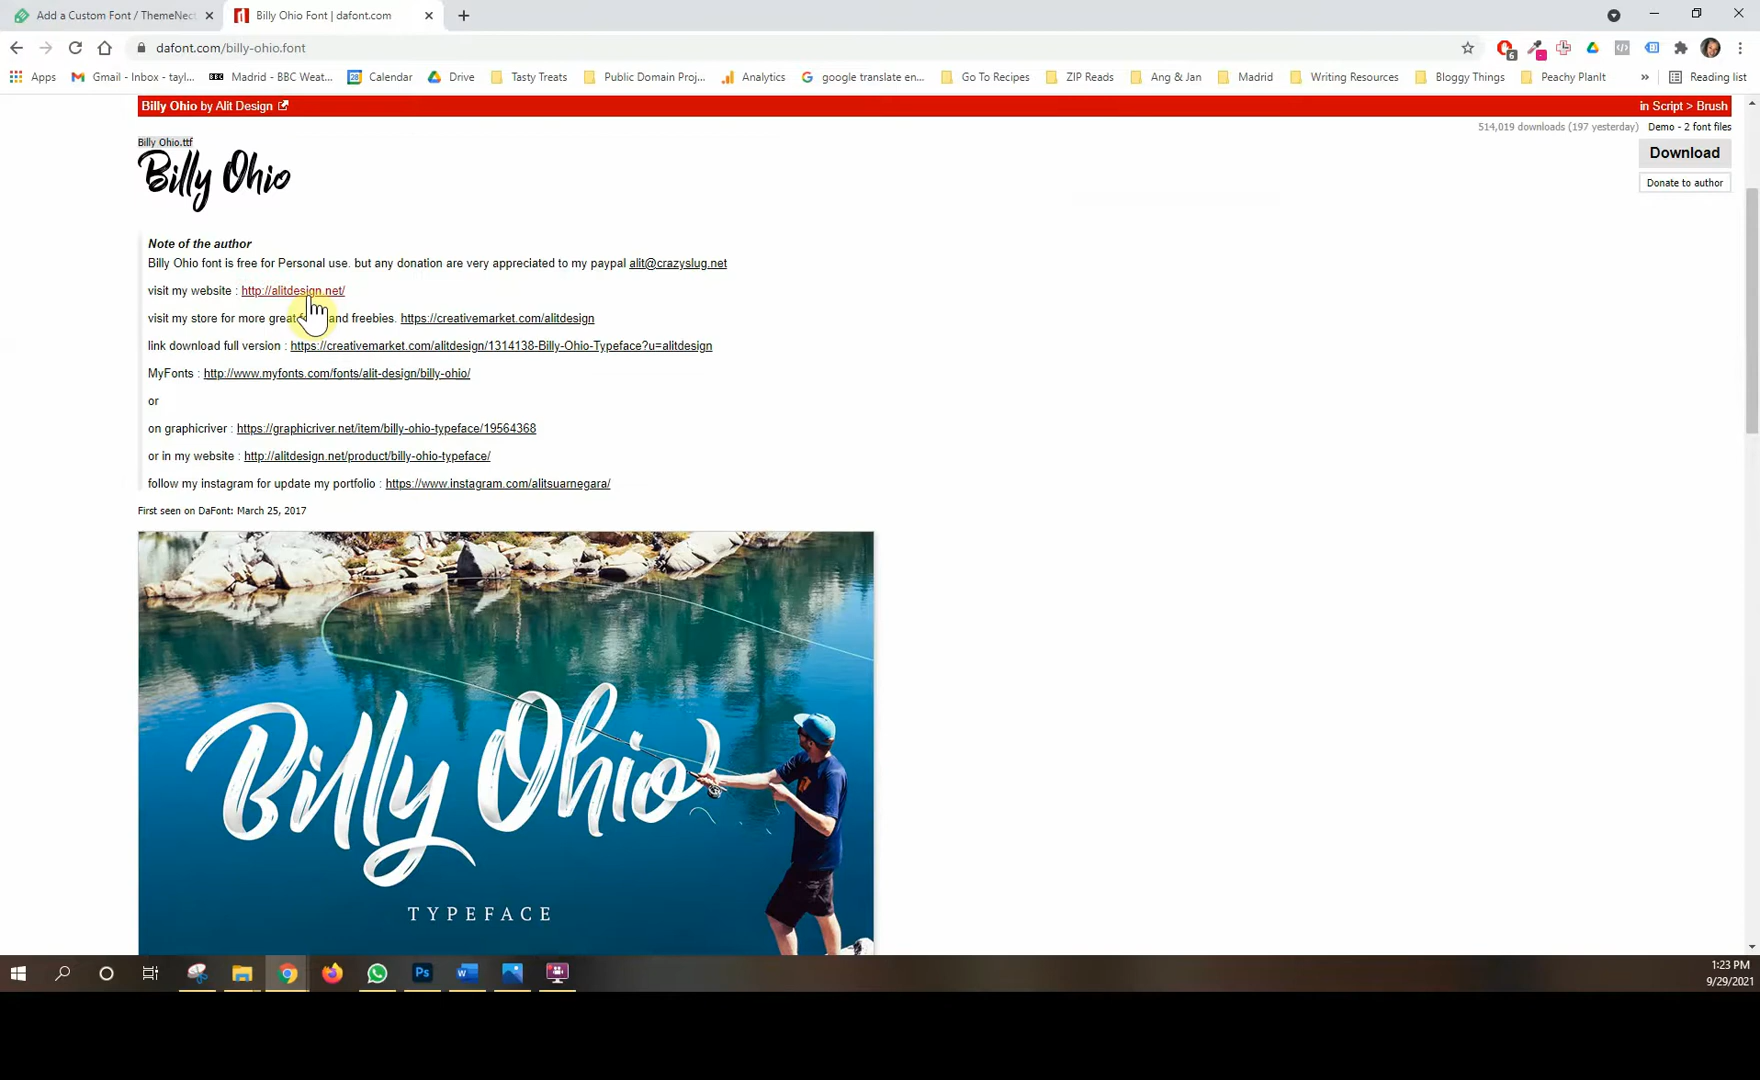 Add a Custom Font / ThemeNect
Billy Ohio Font | dafont.com
dafont.com/billy-ohio.font
6
Apps
Gmail - Inbox - tayl...
BBC
Madrid - BBC Weat...
28
Calendar
Drive
Tasty Treats
Public Domain Proj...
Analytics
google translate en...
Go To Recipes
ZIP Reads
Ang & Jan
Madrid
Writing Resources
Bloggy Things
Peachy PlanIt
»
Reading list
Billy Ohio by Alit Design
in Script > Brush
514,019 downloads (197 yesterday)
Demo - 2 font files
Billy Ohio.ttf
Billy Ohio
Download
Donate to author
Note of the author
Billy Ohio font is free for Personal use. but any donation are very appreciated to my paypal alit@crazyslug.net
visit my website : http://alitdesign.net/
visit my store for more great and freebies. https://creativemarket.com/alitdesign
link download full version : https://creativemarket.com/alitdesign/1314138-Billy-Ohio-Typeface?u=alitdesign
MyFonts : http://www.myfonts.com/fonts/alit-design/billy-ohio/
or
on graphicriver : https://graphicriver.net/item/billy-ohio-typeface/19564368
or in my website : http://alitdesign.net/product/billy-ohio-typeface/
follow my instagram for update my portfolio : https://www.instagram.com/alitsuarnegara/
First seen on DaFont: March 25, 2017
Billy Ohio
TYPEFACE
Ps
W
1:23 PM
9/29/2021